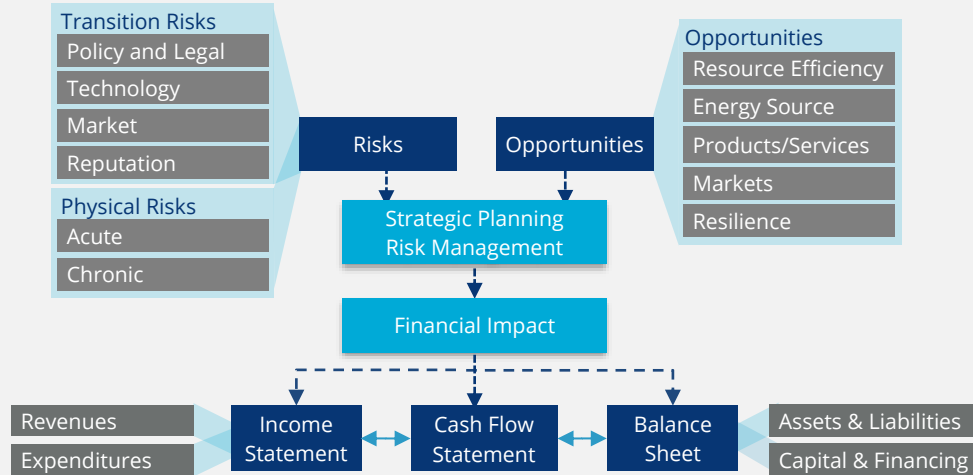 Transition Risks
Policy and Legal
Technology
Market
Reputation
Physical Risks
Acute
Chronic
Risks
Opportunities
Opportunities
Resource Efficiency
Energy Source
Products/Services
Markets
Resilience
Strategic Planning
Risk Management
Financial Impact
Revenues
Expenditures
Income
Statement
Cash Flow
Statement
Balance
Sheet
Assets & Liabilities
Capital & Financing